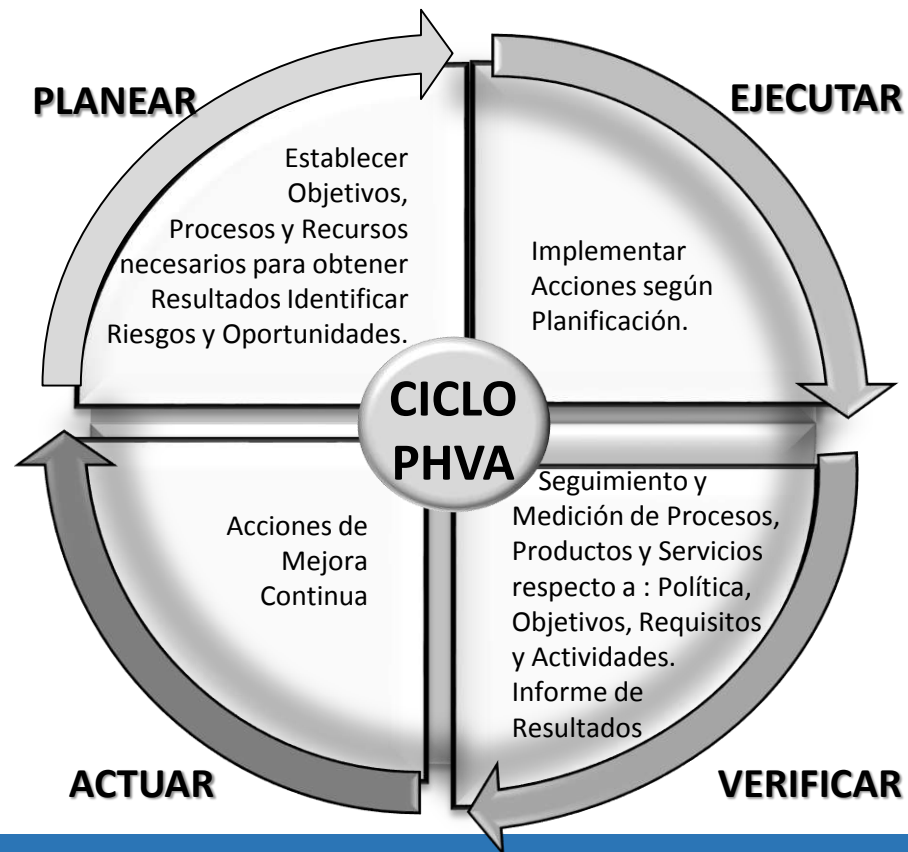 PLANEAR
EJECUTAR
Establecer
Objetivos,
Procesos y Recursos
necesarios para obtener
Resultados Identificar
Riesgos y Oportunidades.
Implementar
Acciones según
Planificación.
CICLO
PHVA
Acciones de
Mejora
Continua
Seguimiento y
Medición de Procesos,
Productos y Servicios
respecto a : Política,
Objetivos, Requisitos
y Actividades.
Informe de
Resultados
ACTUAR
VERIFICAR